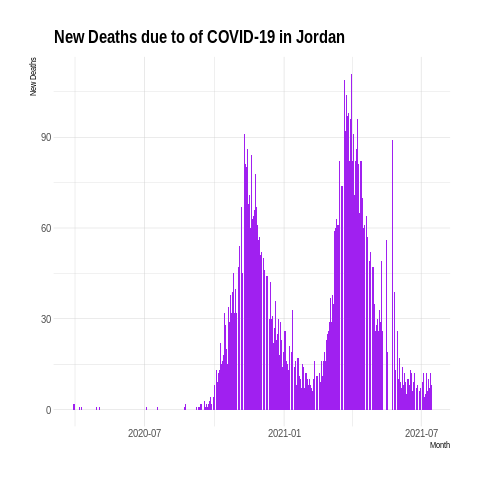 New Deaths due to of COVID-19 in Jordan
New Deaths
90
60
30
0
2020-07
2021-01
2021-07
Month